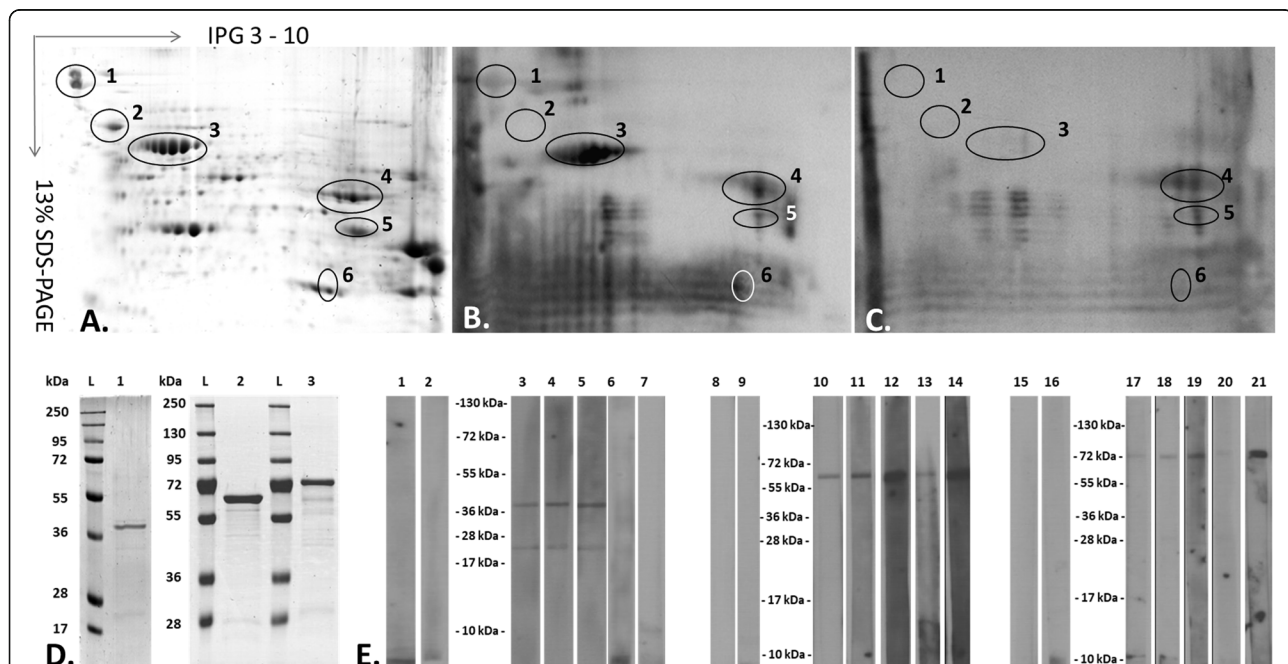 IPG 3 - 10
13% SDS-PAGE
1
2
3
4
5
6
A.
1
2
3
4
5
6
B.
1
2
3
4
5
6
C.
kDa L 1 kDa L 2 L 3
250
95
72
55
36
28
17
250
130
95
72
55
36
28
D.
1 2 3 4 5 6 7 8 9 10 11 12 13 14 15 16 17 18 19 20 21
-130 kDa-
-72 kDa -
-55 kDa -
-36 kDa -
-28 kDa -
-17 kDa -
-10 kDa -
-130 kDa-
-72 kDa -
-55 kDa -
-36 kDa -
-28 kDa -
-17 kDa -
-10 kDa -
-130 kDa-
-72 kDa -
-55 kDa -
-36 kDa -
-28 kDa -
-17 kDa -
-10 kDa -
E.